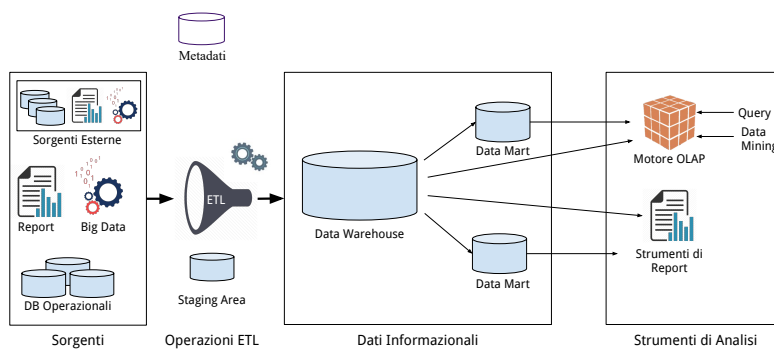 Metadati
Sorgenti Esterne
Report
Big Data
DB Operazionali
Sorgenti
ETL
Staging Area
Operazioni ETL
Data Warehouse
Data Mart
Data Mart
Dati Informazionali
Motore OLAP
Query
Data
Mining
Strumenti di
Report
Strumenti di Analisi